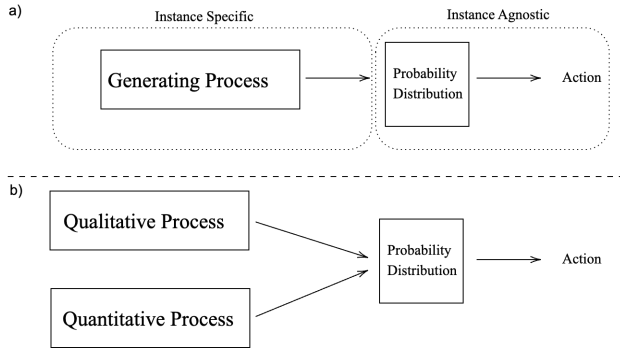 a)
Instance Specific
Instance Agnostic
Generating Process
Probability
Distribution
Action
b)
Qualitative Process
Quantitative Process
Probability
Distribution
Action